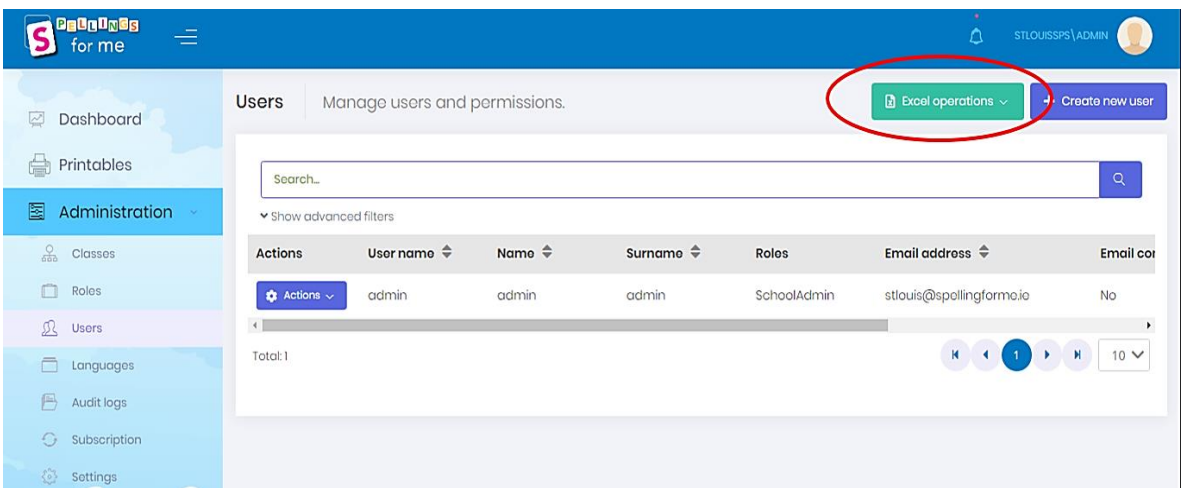 S PELLINGS
for me
STLOUISSPS\ADMIN
Users Manage users and permissions.
Excel operations
+ Create new user
Dashboard
Printables
Administration
Classes
Roles
Users
Languages
Audit logs
Subscription
Settings
Search...
Show advanced filters
Actions User name Name Surname Roles Email address Email cor
Actions admin admin admin SchoolAdmin stlouis@spellingforme.ie No
Total: 1
1
10